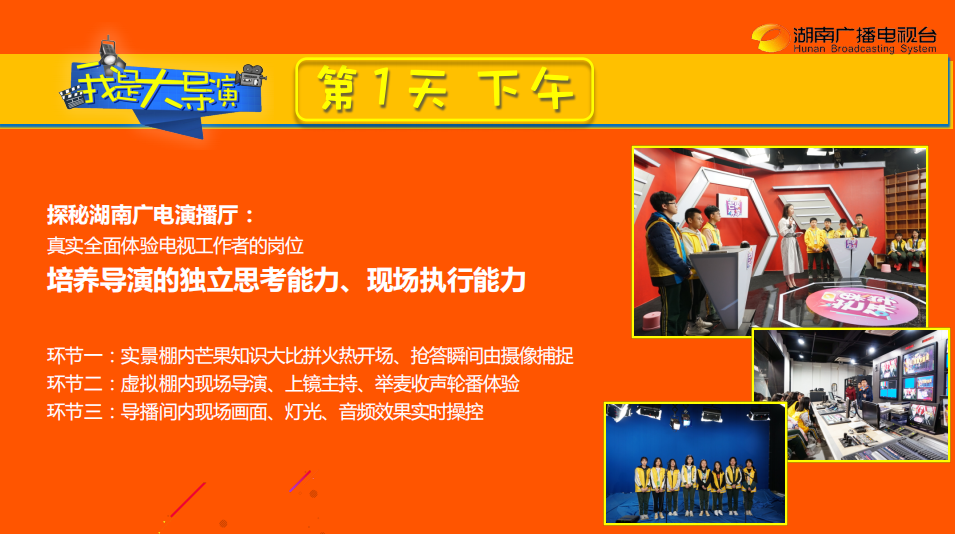 湖南广播电视台
Hunan Broadcasting System
我是大导演
第1天 下午
探秘湖南广电演播厅：
真实全面体验电视工作者的岗位
培养导演的独立思考能力、现场执行能力
环节一：实景棚内芒果知识大比拼火热开场、抢答瞬间由摄像捕捉
环节二：虚拟棚内现场导演、上镜主持、举麦收声轮番体验
环节三：导播间内现场画面、灯光、音频效果实时操控